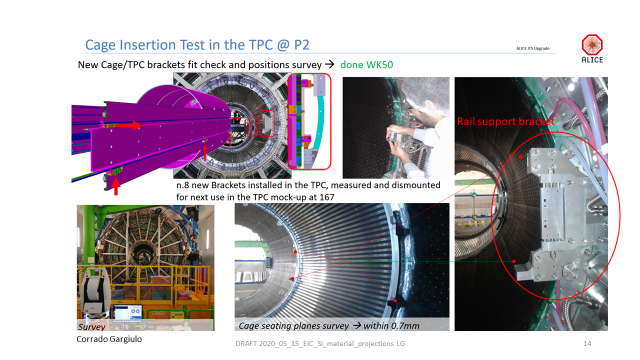 Cage Insertion Test in the TPC @ P2
ALICE ITS Upgrade
ALICE
New Cage/TPC brackets fit check and positions survey → done WK50
Rail support bracket
n.8 new Brackets installed in the TPC, measured and dismounted
for next use in the TPC mock-up at 167
Survey
Cage seating planes survey → within 0.7mm
Corrado Gargiulo
DRAFT 2020_05_15_EIC_Si_material_projections LG
14